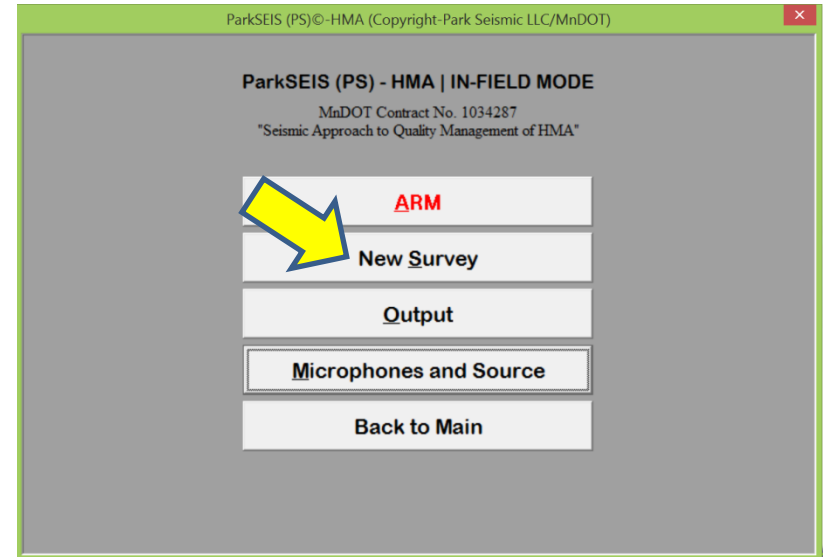 ParkSEIS (PS)©-HMA (Copyright-Park Seismic LLC/MnDOT)
ParkSEIS (PS) - HMA | IN-FIELD MODE
MnDOT Contract No. 1034287
"Seismic Approach to Quality Management of HMA"
ARM
New Survey
Output
Microphones and Source
Back to Main